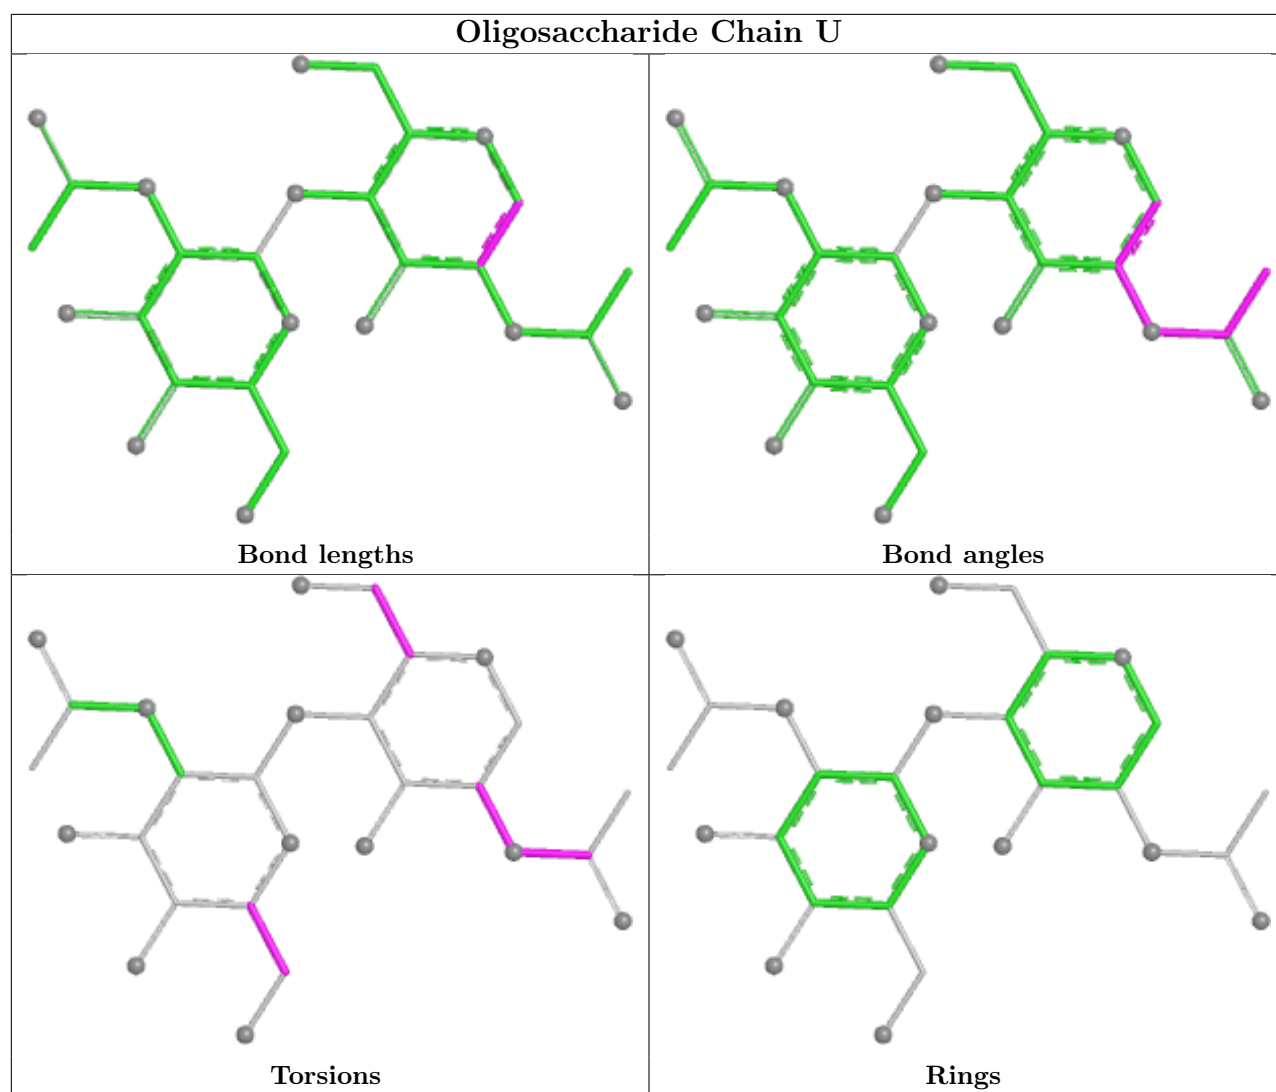 Oligosaccharide Chain U
Bond lengths
Bond angles
Torsions
Rings